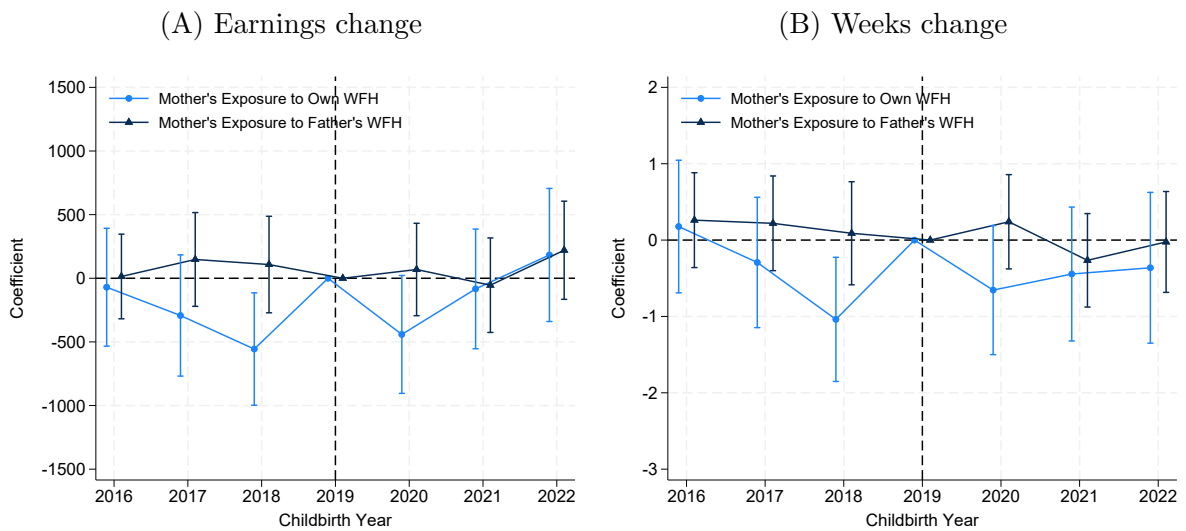 (A) Earnings change
1500
1000
500
0
-500
-1000
-1500
Coefficient
Mother's Exposure to Own WFH
Mother's Exposure to Father's WFH
2016 2017 2018 2019 2020 2021 2022
Childbirth Year
(B) Weeks change
2
1
0
-1
-2
-3
Coefficient
Mother's Exposure to Own WFH
Mother's Exposure to Father's WFH
2016 2017 2018 2019 2020 2021 2022
Childbirth Year